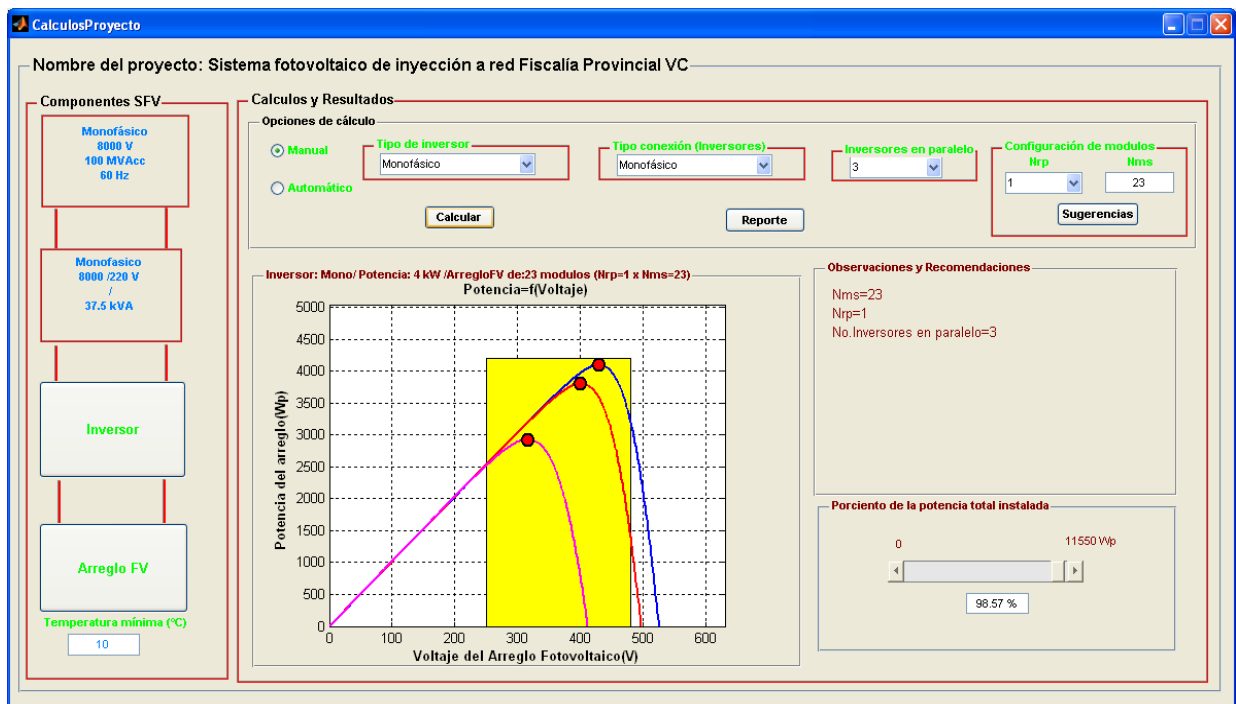 CalculosProyecto
Nombre del proyecto: Sistema fotovoltaico de inyección a red Fiscalía Provincial VC
Componentes SFV
Monofásico
8000 V
100 MVAcc
60 Hz
Monofasico
8000 /220 V
/
37.5 kVA
Inversor
Arreglo FV
Temperatura mínima (ºC)
10
Calculos y Resultados
Opciones de cálculo
Manual
Automático
Tipo de inversor
Monofásico
Tipo conexión (Inversores)
Monofásico
Inversores en paralelo
3
Configuración de modulos
Nrp Nms
1 23
Sugerencias
Calcular
Reporte
Inversor: Mono/ Potencia: 4 kW /ArregloFV de:23 modulos (Nrp=1 x Nms=23)
Potencia=f(Voltaje)
Potencia del arreglo(Wp)
5000
4500
4000
3500
3000
2500
2000
1500
1000
500
0
0 100 200 300 400 500 600
Voltaje del Arreglo Fotovoltaico(V)
Observaciones y Recomendaciones
Nms=23
Nrp=1
No.Inversores en paralelo=3
Porciento de la potencia total instalada
0 11550 Wp
98.57 %